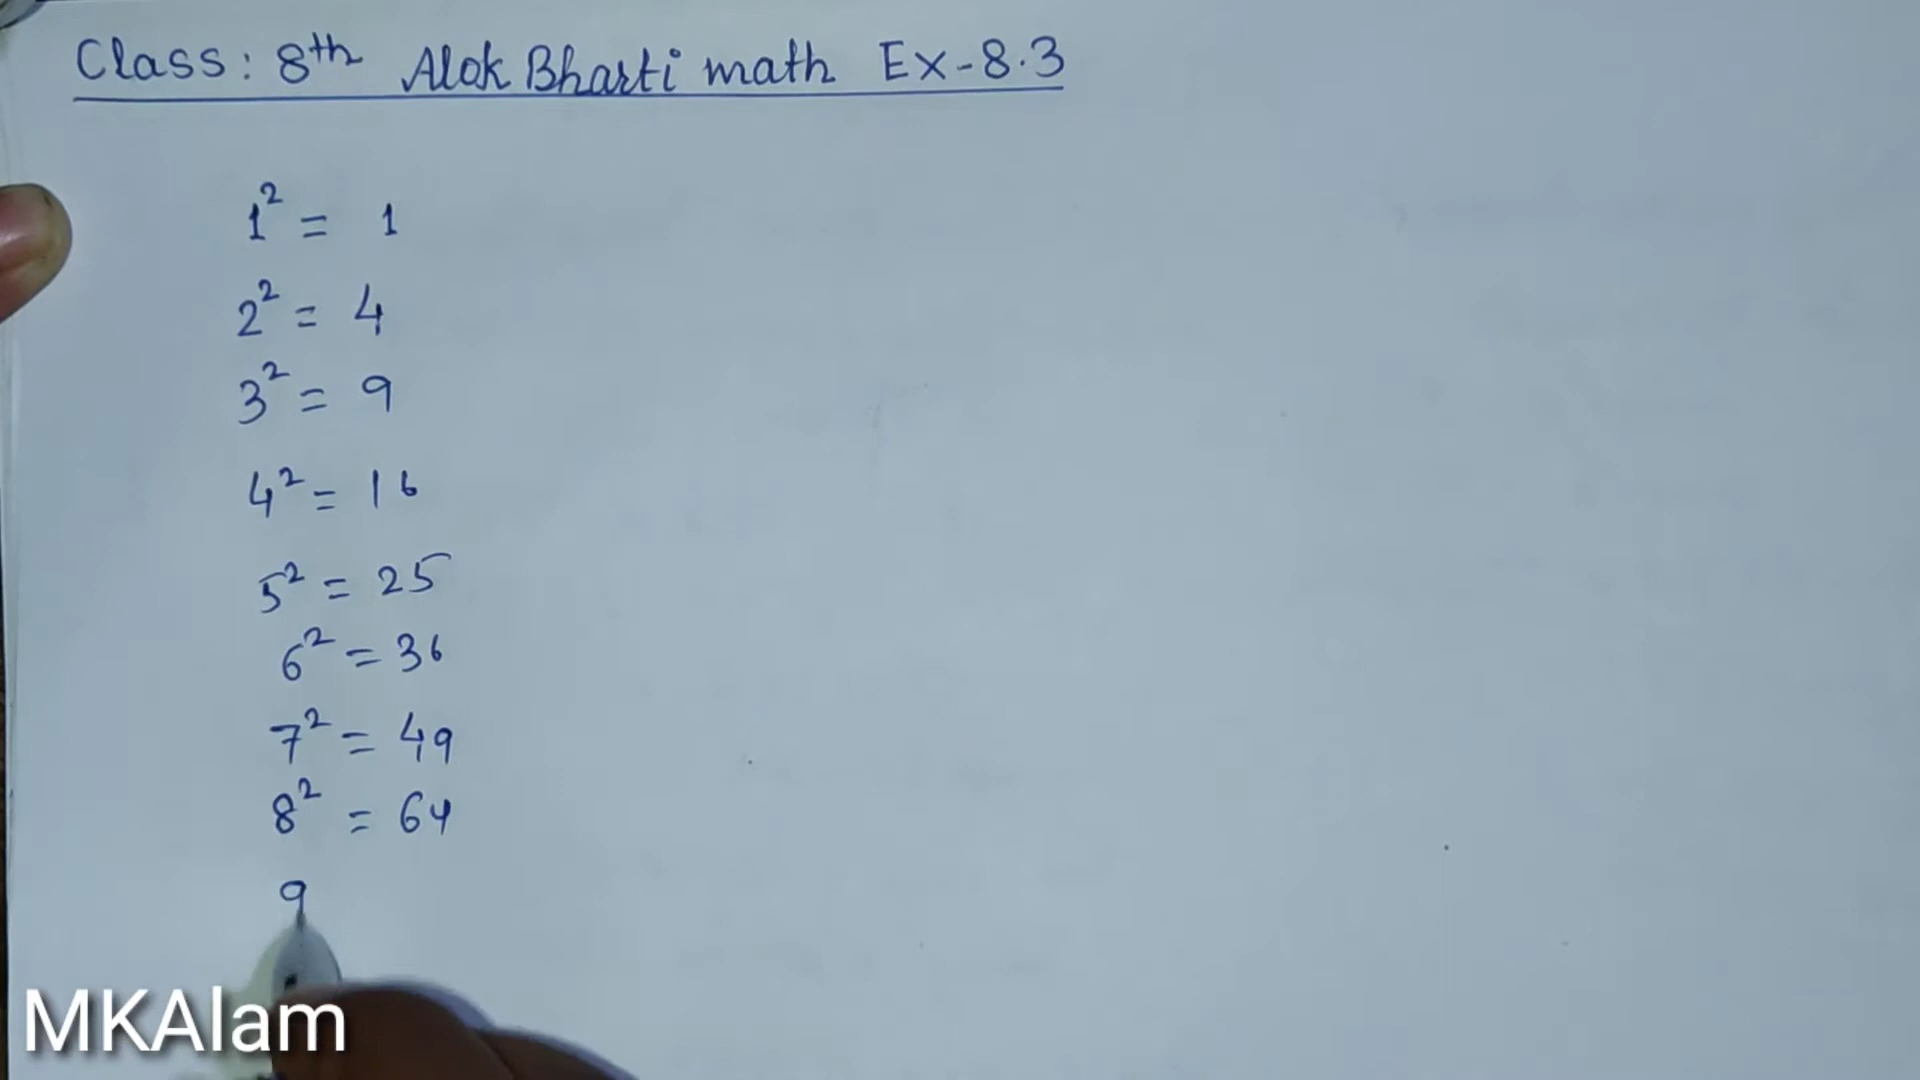 Class: 8th Alok Bharti math Ex-8.3
1² = 1
2² = 4
3² = 9
4² = 16
5² = 25
6² = 36
7² = 49
8² = 64
9
MKAlam